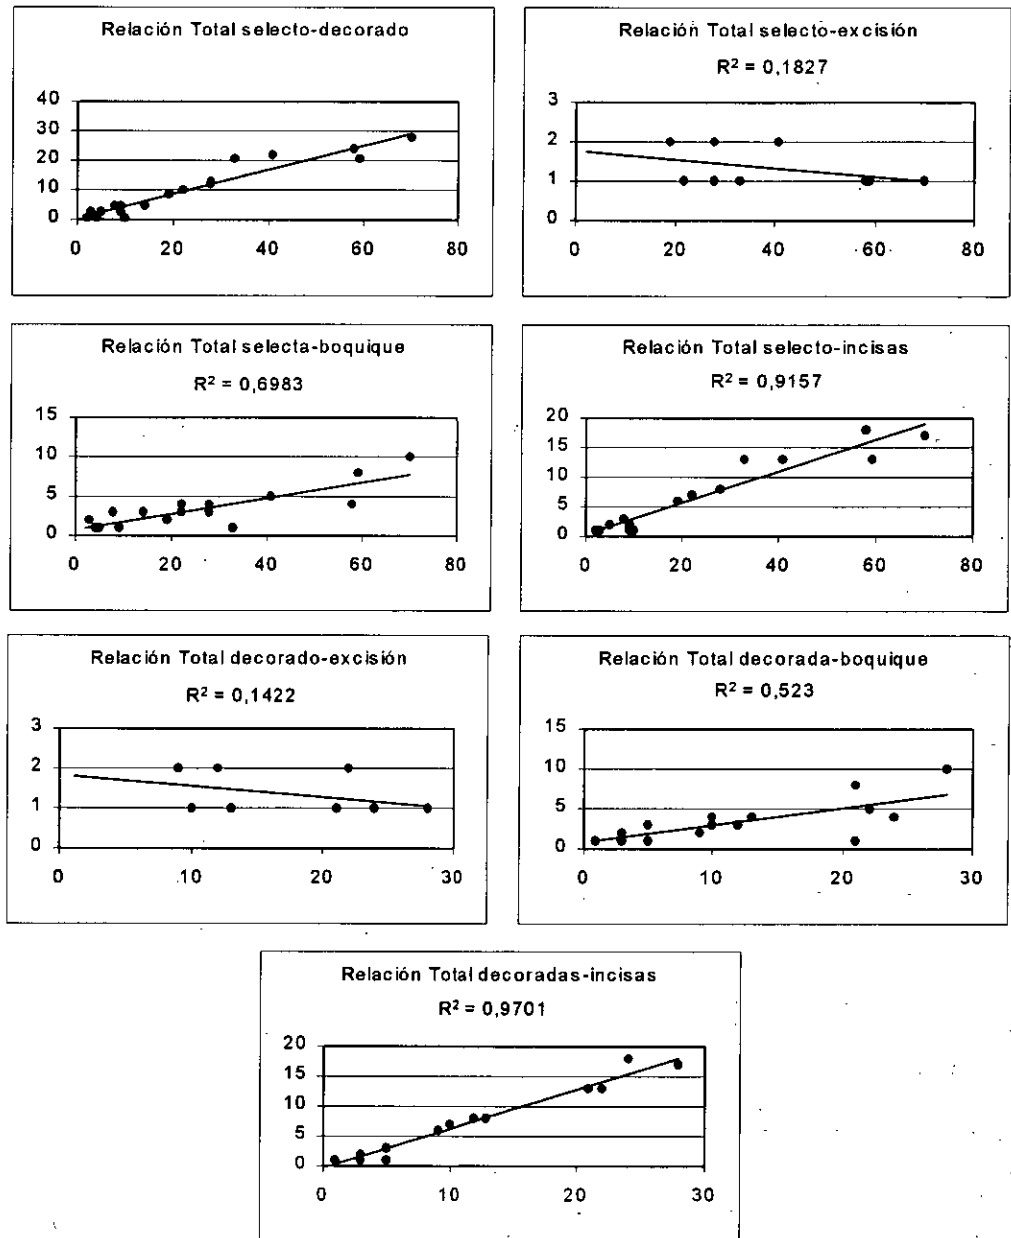 Relación Total selecto-decorado
40
30
20
10
0
0 20 40 60 80
Relación Total selecto-excisión
R² = 0,1827
3
2
1
0
0 20 40 60 80
Relación Total selecta-boquique
R² = 0,6983
15
10
5
0
0 20 40 60 80
Relación Total selecto-incisas
R² = 0,9157
20
15
10
5
0
0 20 40 60 80
Relación Total decorado-excisión
R² = 0,1422
3
2
1
0
0 10 20 30
Relación Total decorada-boquique
R² = 0,523
15
10
5
0
0 10 20 30
Relación Total decoradas-incisas
R² = 0,9701
20
15
10
5
0
0 10 20 30